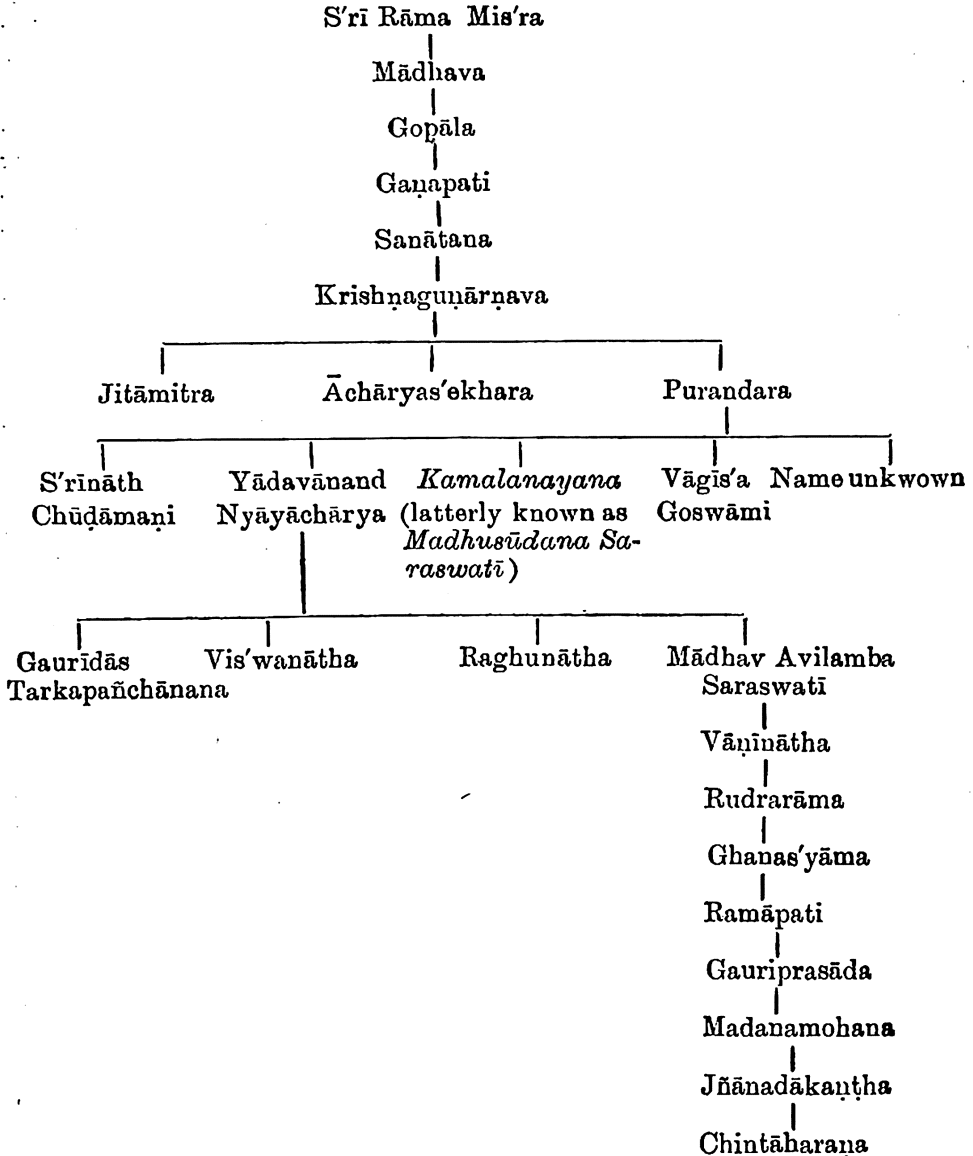 S'rī Rāma Mis'ra
Mādhava
Gopāla
Gaṇapati
Sanātana
Krishṇaguṇārṇava
Jitāmitra Āchāryas'ekhara Purandara
S'rīnāth Yādavānand Kamalanayana Vāgīs'a Name unkwown
Chūḍāmaṇi Nyāyāchārya (latterly known as Goswāmi
Madhusūdana Sa-
raswatī)
Gaurīdās Vis'wanātha Raghunātha Mādhav Avilamba
Tarkapañchānana Saraswatī
Vāṇīnātha
Rudrarāma
Ghanas'yāma
Ramāpati
Gauriprasāda
Madanamohana
Jñānadākaṇṭha
Chintāharaṇa